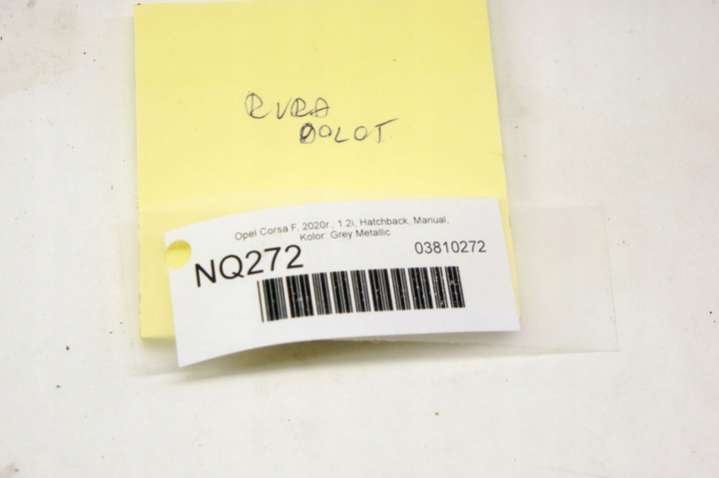 RURA
DOLOT
Opel Corsa F, 2020r., 1.2i, Hatchback, Manual,
Kolor: Grey Metallic
NQ272
03810272